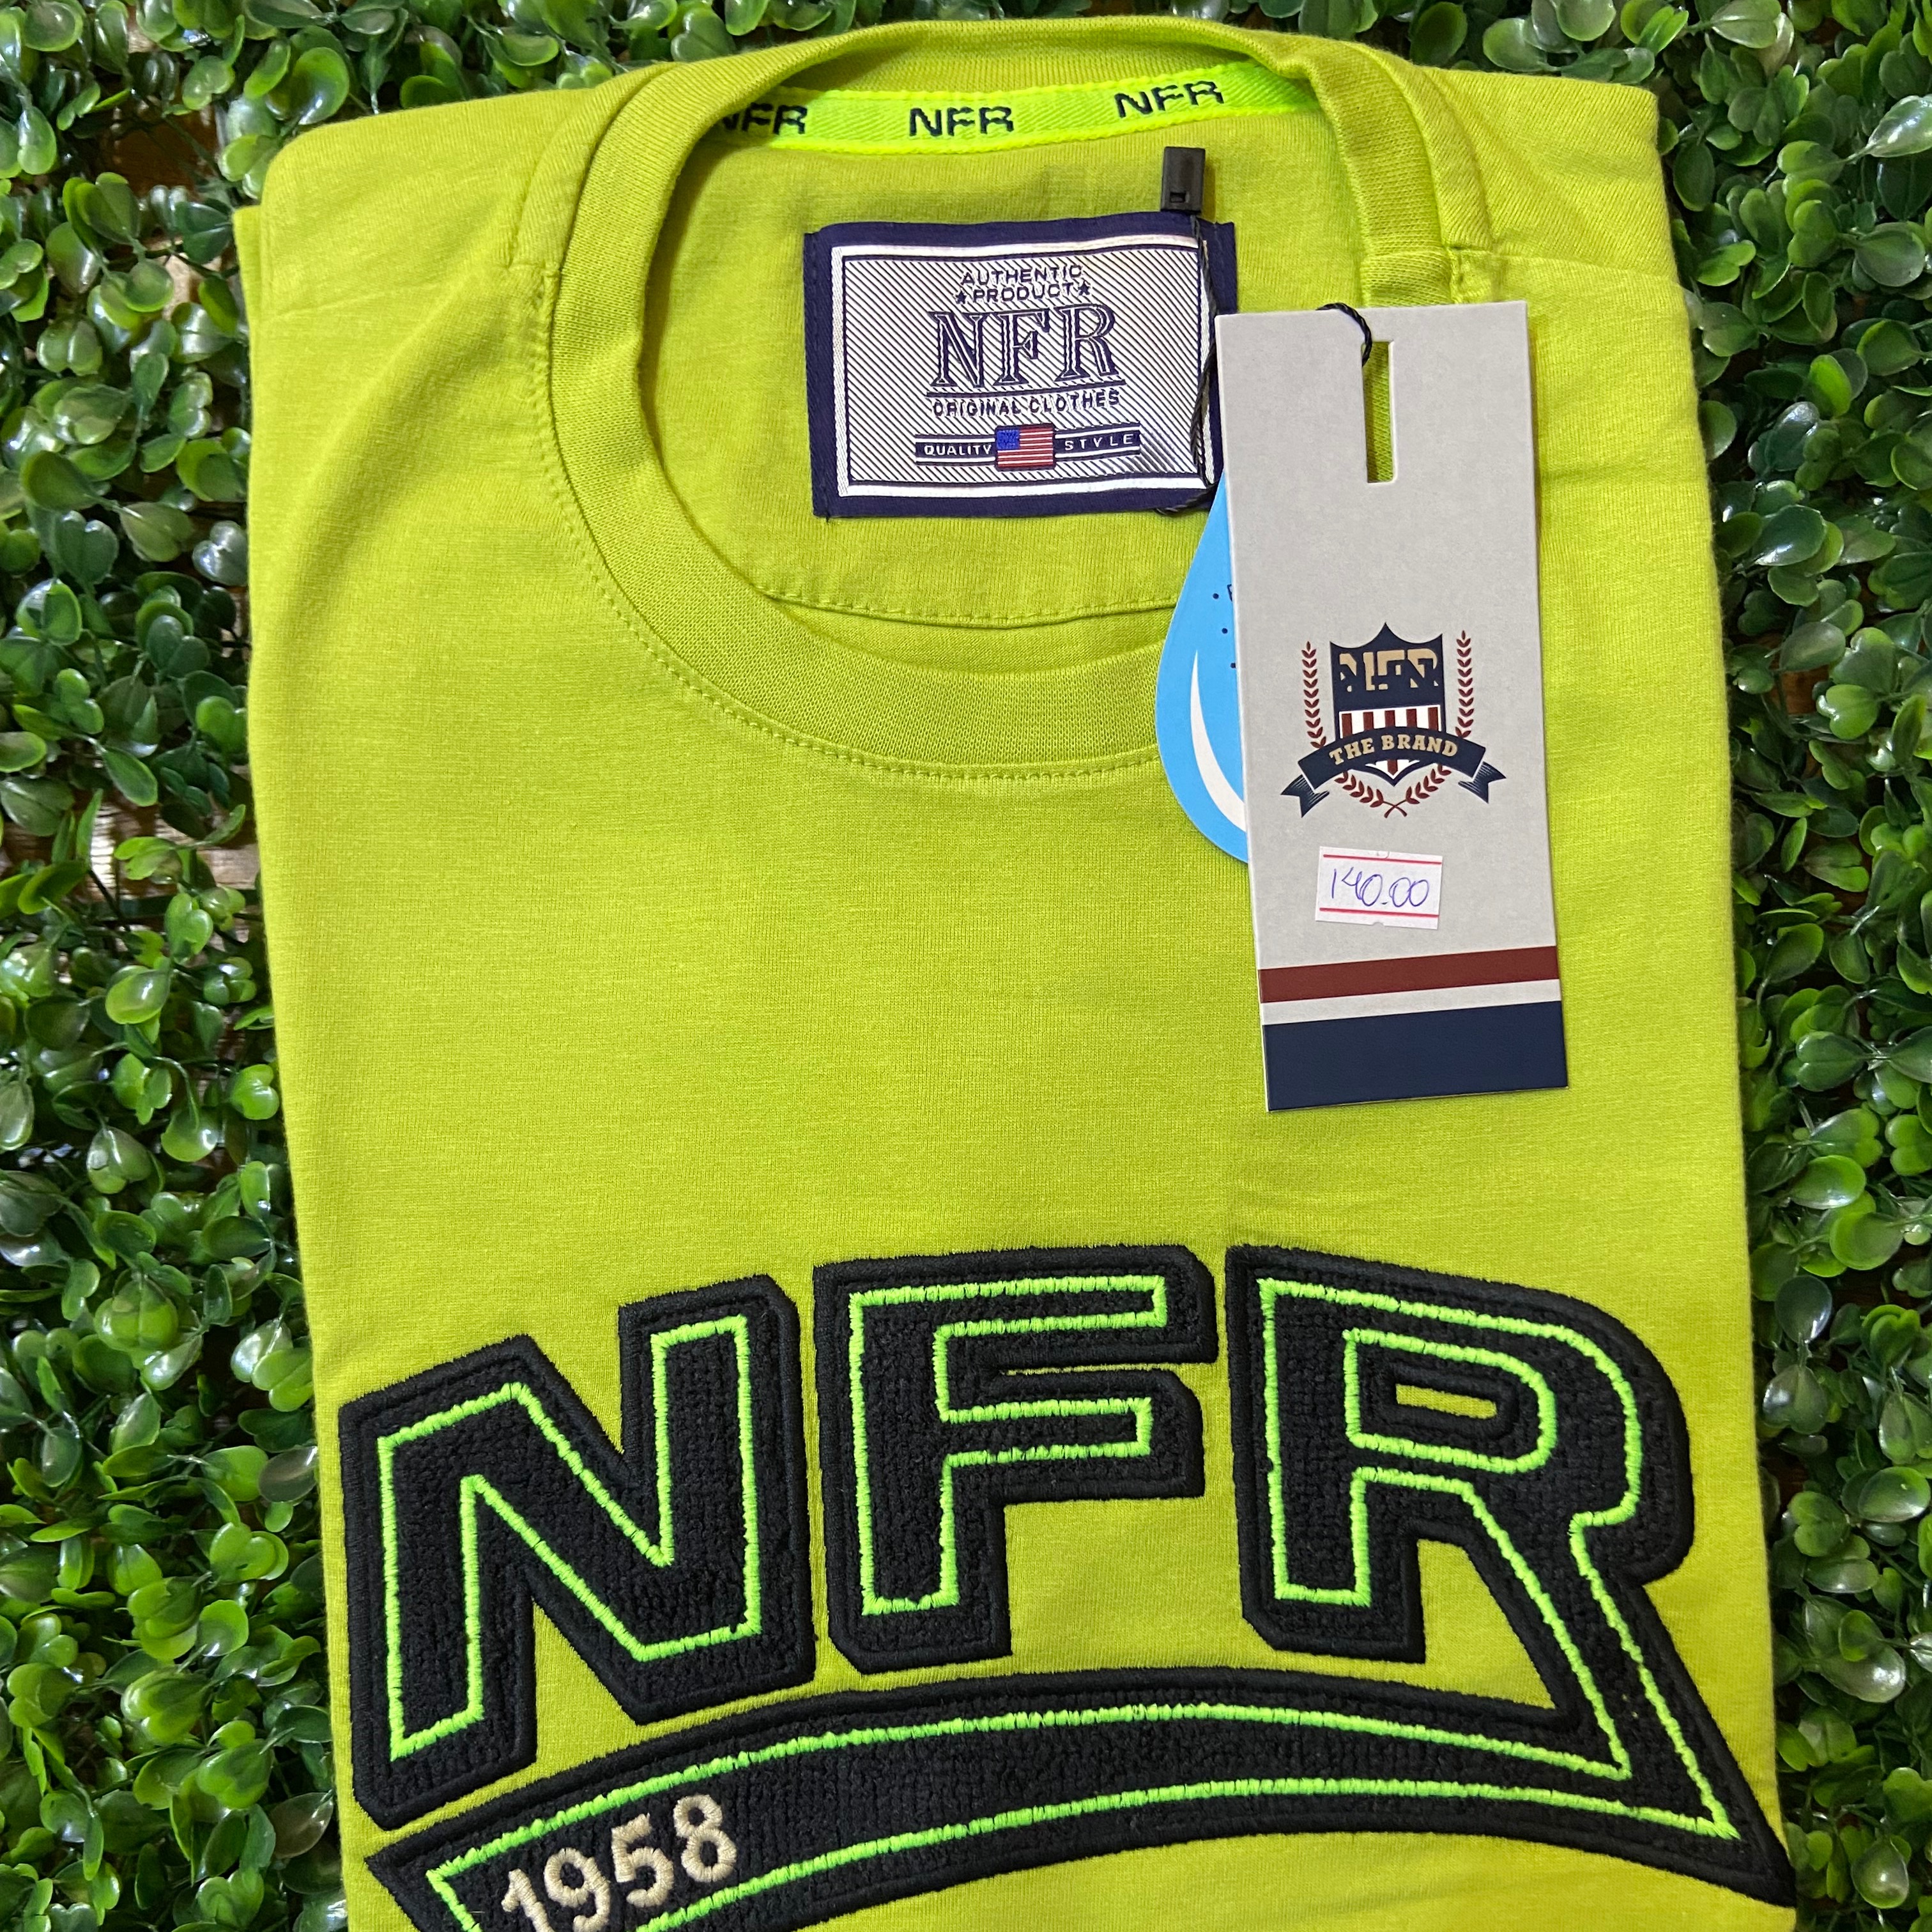 NFR NFR NFR
AUTHENTIC
★PRODUCT★
NFR
ORIGINAL CLOTHES
QUALITY STYLE
NFR
THE BRAND
140.00
NFR
1958